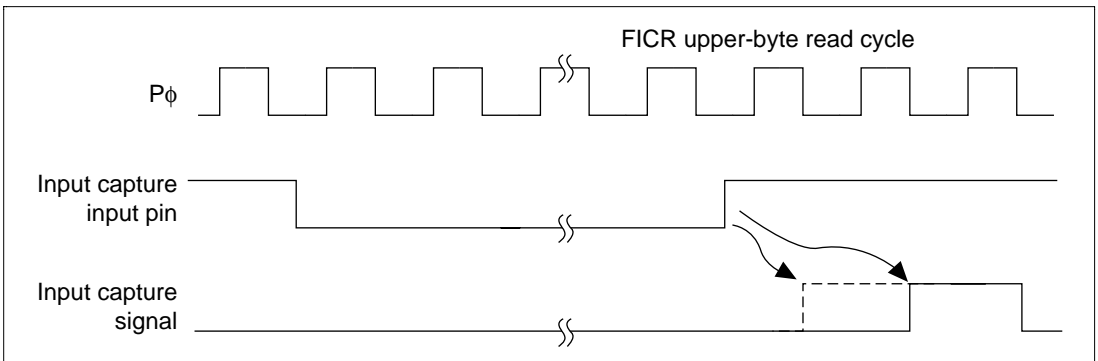 FICR upper-byte read cycle
Pϕ
Input capture
input pin
Input capture
signal